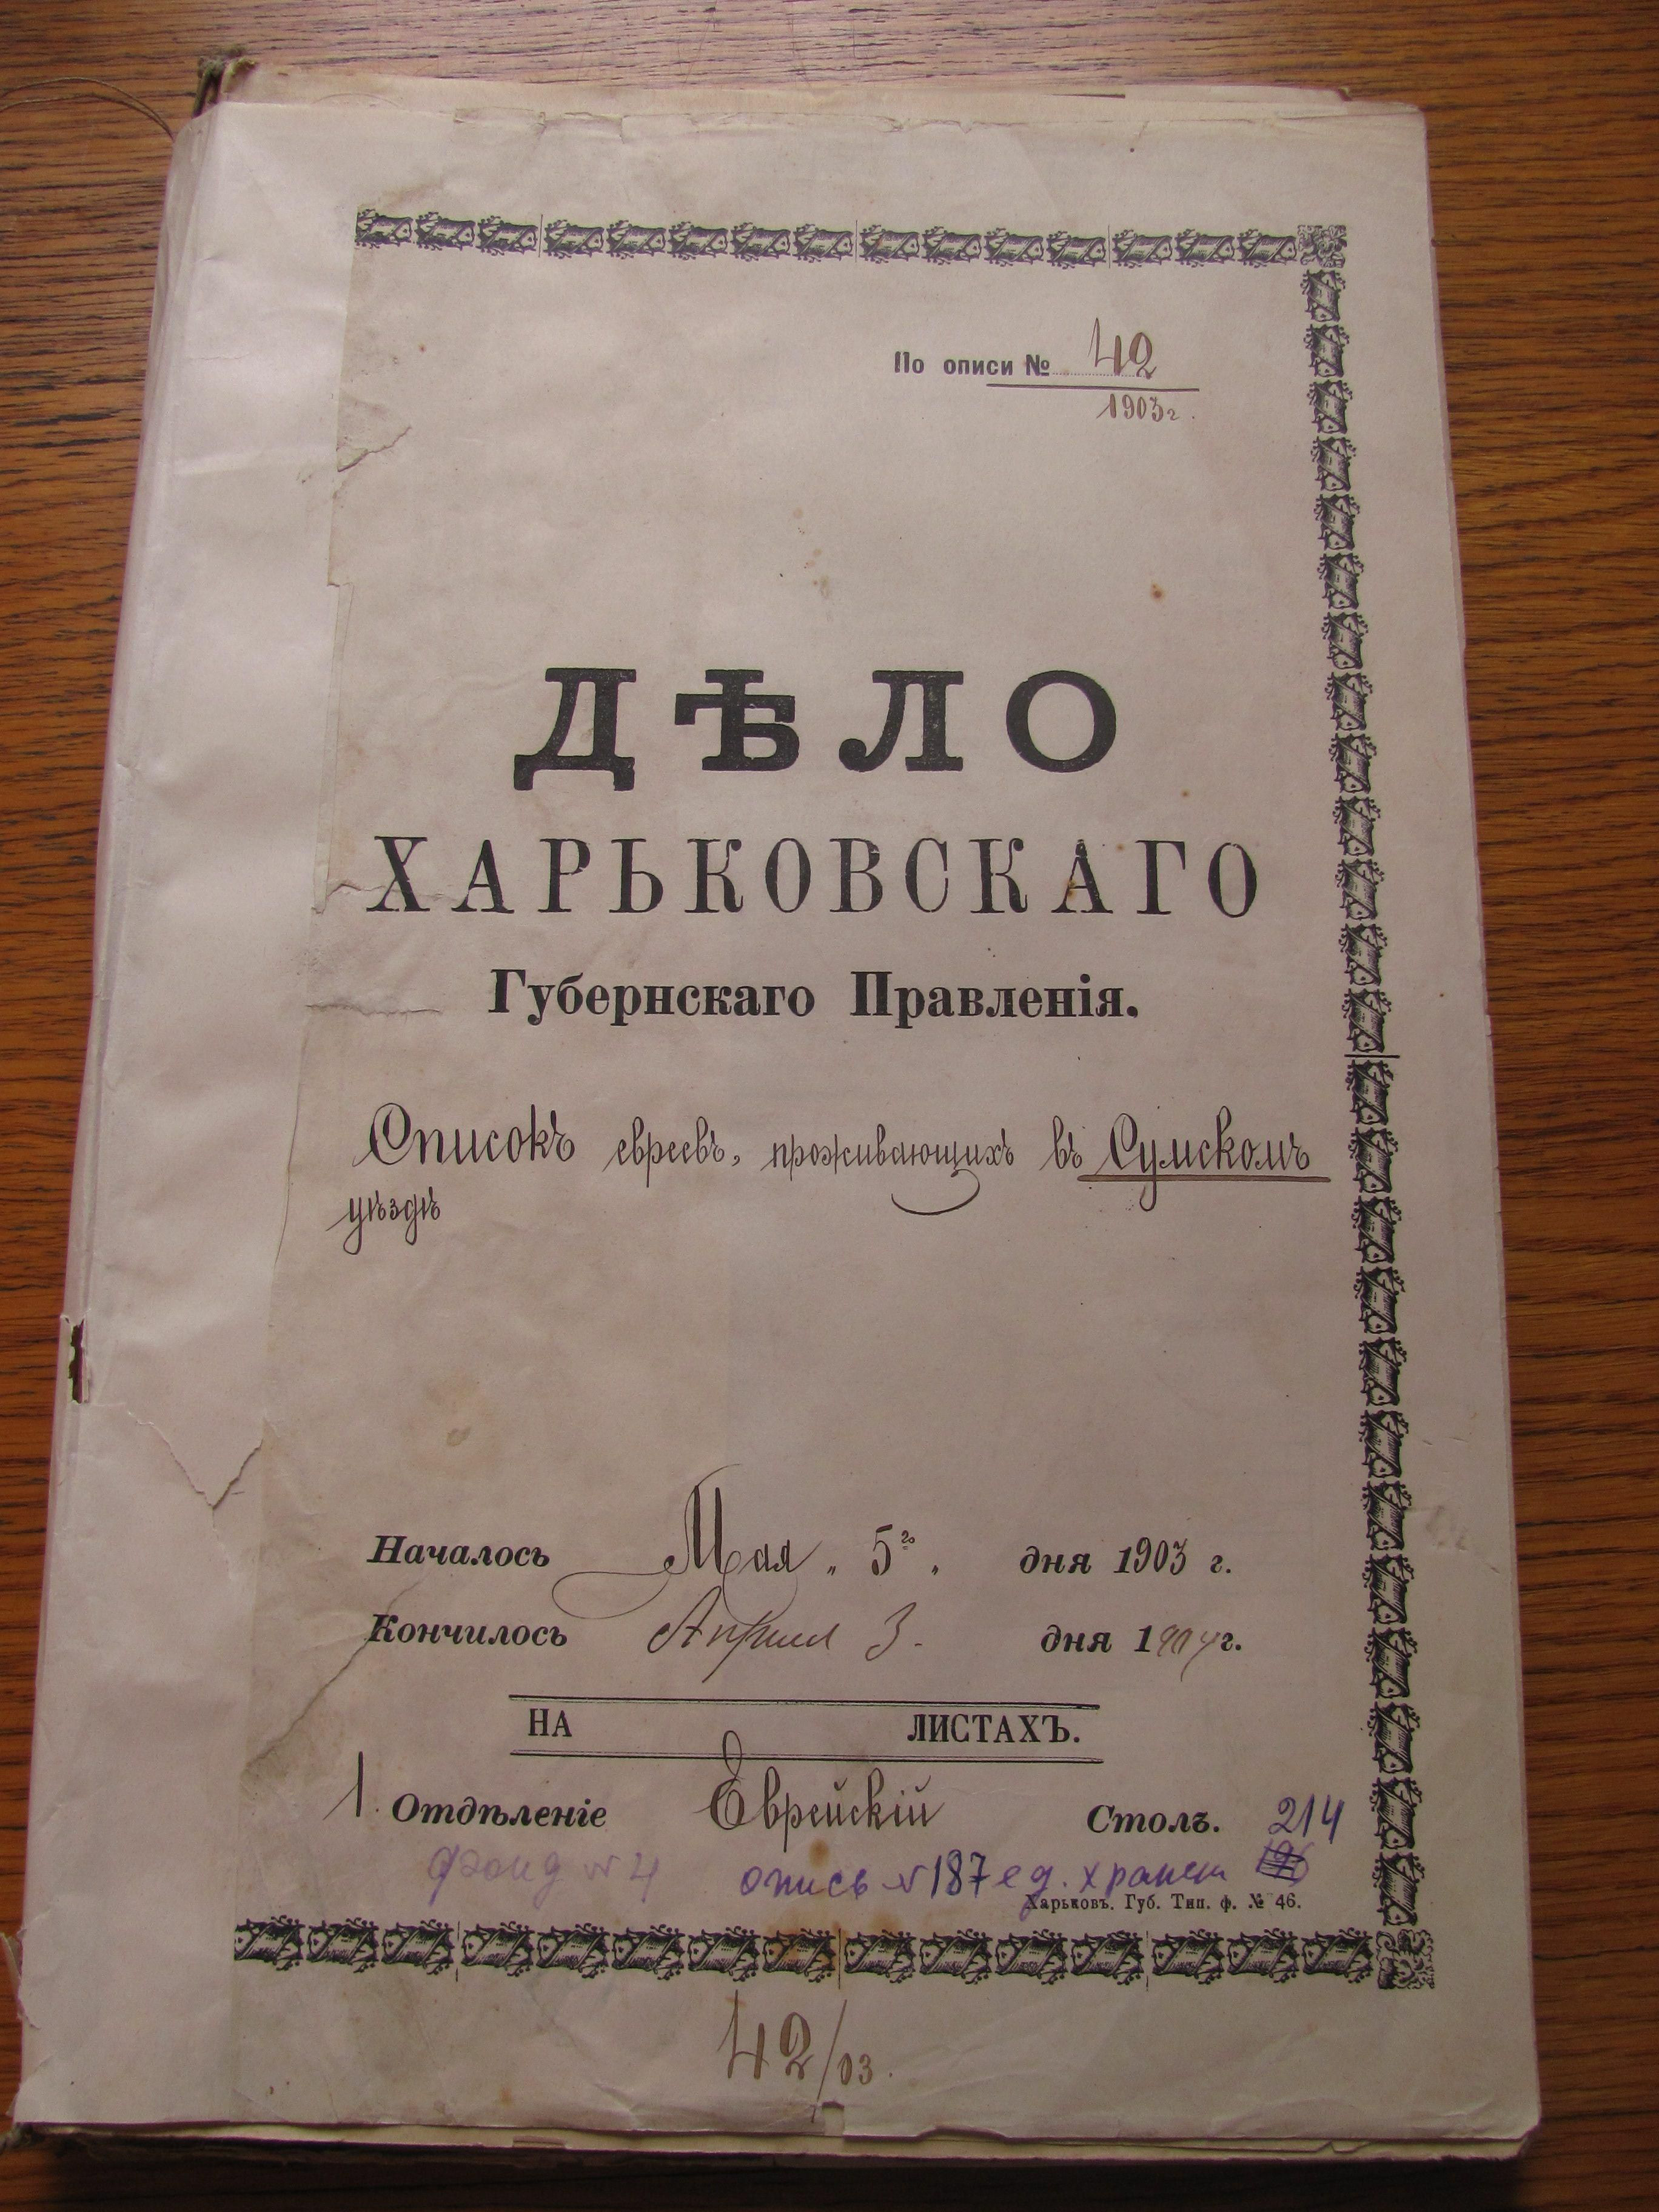 По описи № 42
1903 г.
ДѢЛО
ХАРЬКОВСКАГО
Губернскаго Правленія.
Списокъ евреевъ, проживающихъ въ Сумскомъ
уѣздѣ
Началось Мая „ 5го „ дня 1903 г.
Кончилось Апрѣля 3. дня 1904 г.
НА ЛИСТАХЪ.
1. Отдѣленіе Еврейскій Столъ. 214
фонд № 4 опись № 187 ед. хранен
Харьковъ. Губ. Тип. ф. № 46.
42/03.